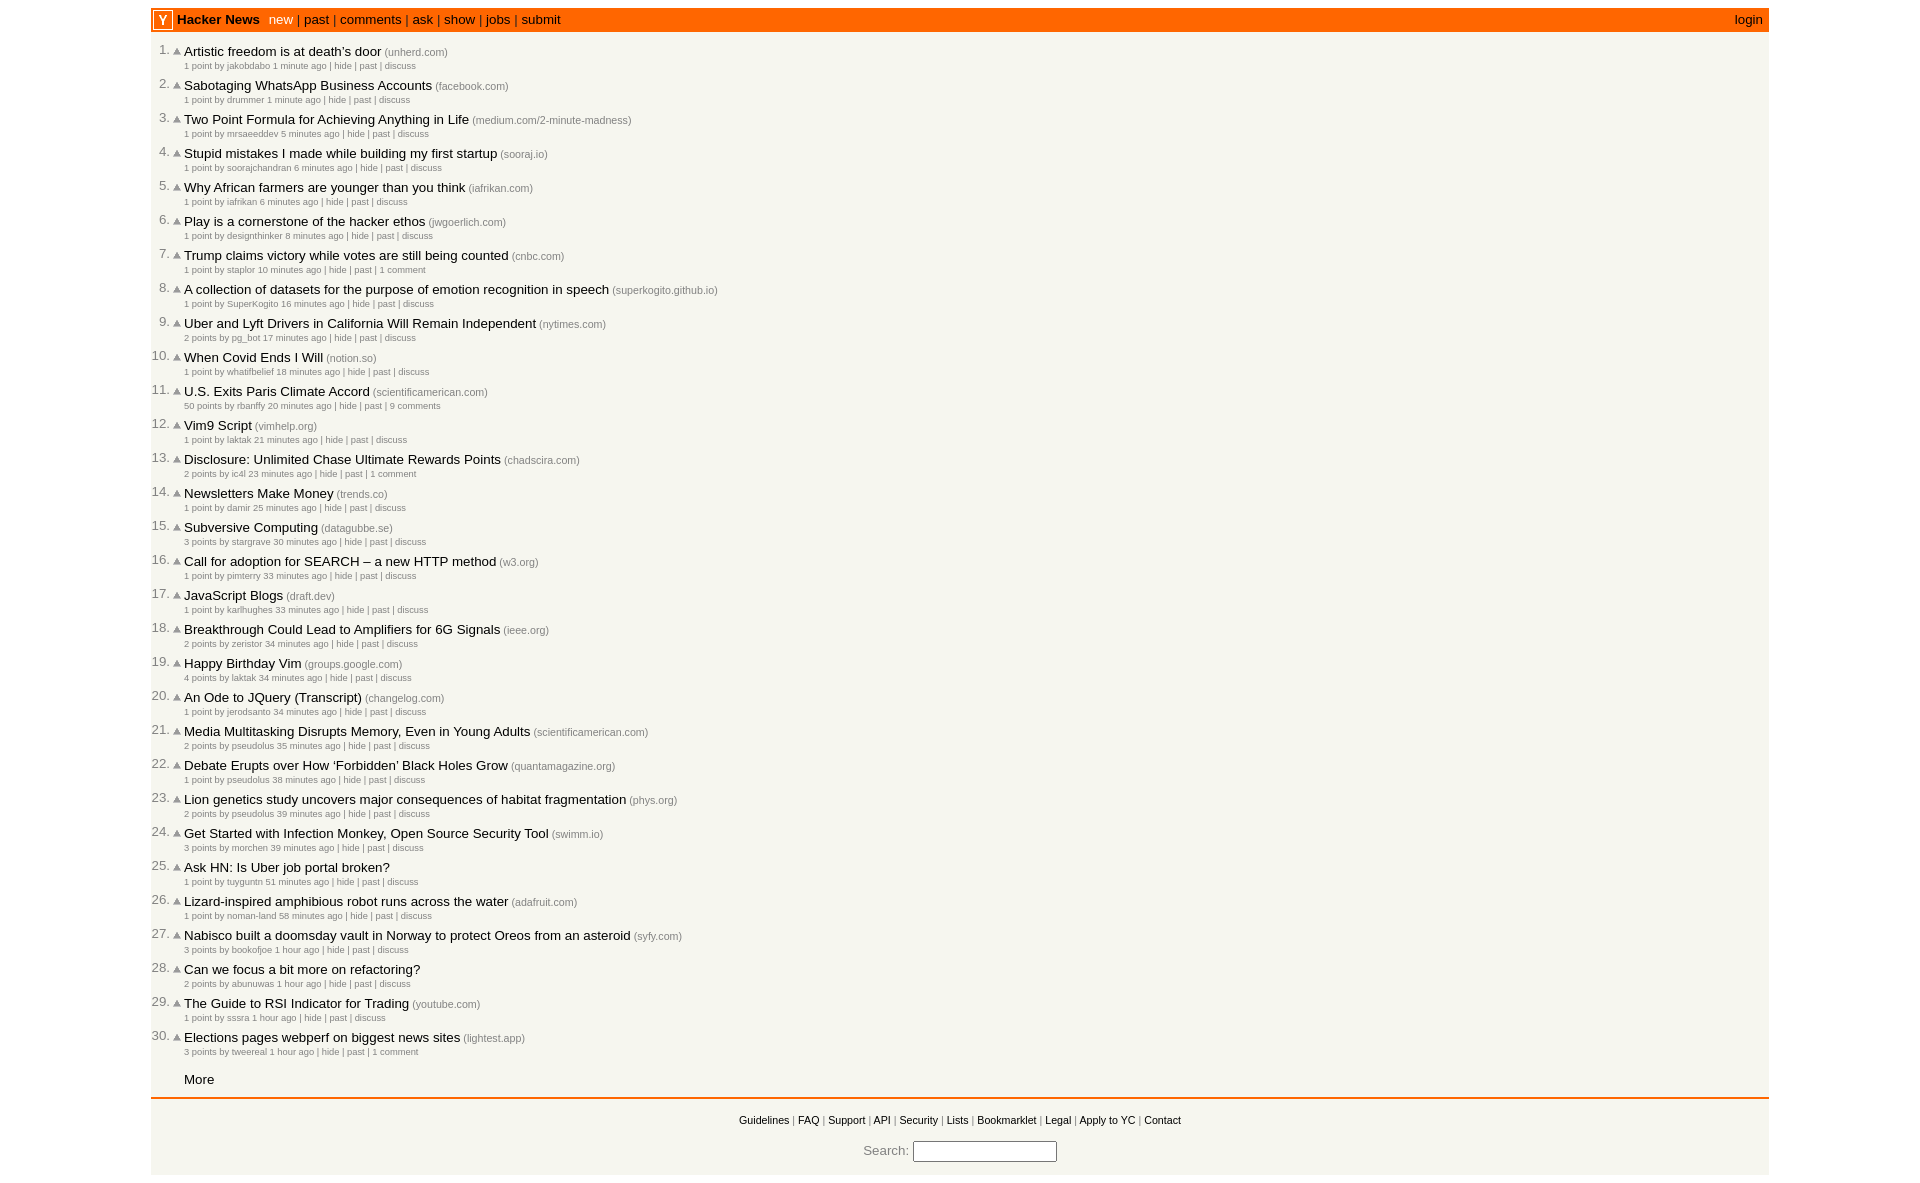 Y Hacker News new | past | comments | ask | show | jobs | submit login
1. Artistic freedom is at death’s door (unherd.com)
1 point by jakobdabo 1 minute ago | hide | past | discuss
2. Sabotaging WhatsApp Business Accounts (facebook.com)
1 point by drummer 1 minute ago | hide | past | discuss
3. Two Point Formula for Achieving Anything in Life (medium.com/2-minute-madness)
1 point by mrsaeeddev 5 minutes ago | hide | past | discuss
4. Stupid mistakes I made while building my first startup (sooraj.io)
1 point by soorajchandran 6 minutes ago | hide | past | discuss
5. Why African farmers are younger than you think (iafrikan.com)
1 point by iafrikan 6 minutes ago | hide | past | discuss
6. Play is a cornerstone of the hacker ethos (jwgoerlich.com)
1 point by designthinker 8 minutes ago | hide | past | discuss
7. Trump claims victory while votes are still being counted (cnbc.com)
1 point by staplor 10 minutes ago | hide | past | 1 comment
8. A collection of datasets for the purpose of emotion recognition in speech (superkogito.github.io)
1 point by SuperKogito 16 minutes ago | hide | past | discuss
9. Uber and Lyft Drivers in California Will Remain Independent (nytimes.com)
2 points by pg_bot 17 minutes ago | hide | past | discuss
10. When Covid Ends I Will (notion.so)
1 point by whatifbelief 18 minutes ago | hide | past | discuss
11. U.S. Exits Paris Climate Accord (scientificamerican.com)
50 points by rbanffy 20 minutes ago | hide | past | 9 comments
12. Vim9 Script (vimhelp.org)
1 point by laktak 21 minutes ago | hide | past | discuss
13. Disclosure: Unlimited Chase Ultimate Rewards Points (chadscira.com)
2 points by ic4l 23 minutes ago | hide | past | 1 comment
14. Newsletters Make Money (trends.co)
1 point by damir 25 minutes ago | hide | past | discuss
15. Subversive Computing (datagubbe.se)
3 points by stargrave 30 minutes ago | hide | past | discuss
16. Call for adoption for SEARCH – a new HTTP method (w3.org)
1 point by pimterry 33 minutes ago | hide | past | discuss
17. JavaScript Blogs (draft.dev)
1 point by karlhughes 33 minutes ago | hide | past | discuss
18. Breakthrough Could Lead to Amplifiers for 6G Signals (ieee.org)
2 points by zeristor 34 minutes ago | hide | past | discuss
19. Happy Birthday Vim (groups.google.com)
4 points by laktak 34 minutes ago | hide | past | discuss
20. An Ode to JQuery (Transcript) (changelog.com)
1 point by jerodsanto 34 minutes ago | hide | past | discuss
21. Media Multitasking Disrupts Memory, Even in Young Adults (scientificamerican.com)
2 points by pseudolus 35 minutes ago | hide | past | discuss
22. Debate Erupts over How ‘Forbidden’ Black Holes Grow (quantamagazine.org)
1 point by pseudolus 38 minutes ago | hide | past | discuss
23. Lion genetics study uncovers major consequences of habitat fragmentation (phys.org)
2 points by pseudolus 39 minutes ago | hide | past | discuss
24. Get Started with Infection Monkey, Open Source Security Tool (swimm.io)
3 points by morchen 39 minutes ago | hide | past | discuss
25. Ask HN: Is Uber job portal broken?
1 point by tuyguntn 51 minutes ago | hide | past | discuss
26. Lizard-inspired amphibious robot runs across the water (adafruit.com)
1 point by noman-land 58 minutes ago | hide | past | discuss
27. Nabisco built a doomsday vault in Norway to protect Oreos from an asteroid (syfy.com)
3 points by bookofjoe 1 hour ago | hide | past | discuss
28. Can we focus a bit more on refactoring?
2 points by abunuwas 1 hour ago | hide | past | discuss
29. The Guide to RSI Indicator for Trading (youtube.com)
1 point by sssra 1 hour ago | hide | past | discuss
30. Elections pages webperf on biggest news sites (lightest.app)
3 points by tweereal 1 hour ago | hide | past | 1 comment
More
Guidelines | FAQ | Support | API | Security | Lists | Bookmarklet | Legal | Apply to YC | Contact
Search: